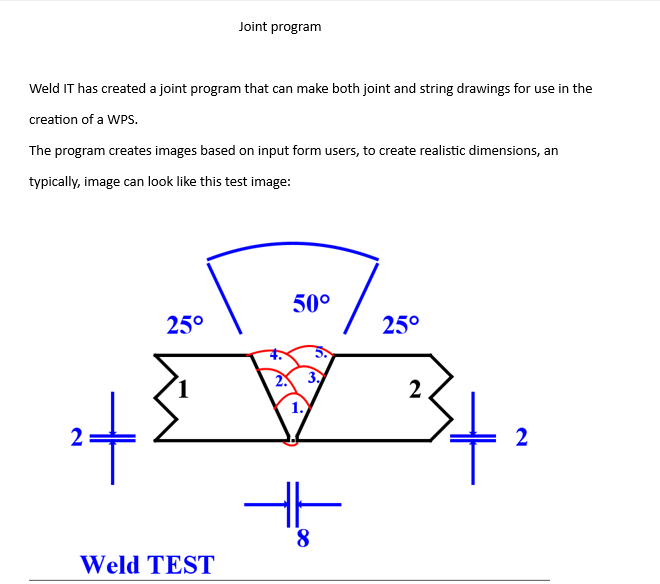 Joint program
Weld IT has created a joint program that can make both joint and string drawings for use in the
creation of a WPS.
The program creates images based on input form users, to create realistic dimensions, an
typically, image can look like this test image:
50°
25°
25°
4. 5.
2. 3.
1 2
1.
2 2
8
Weld TEST